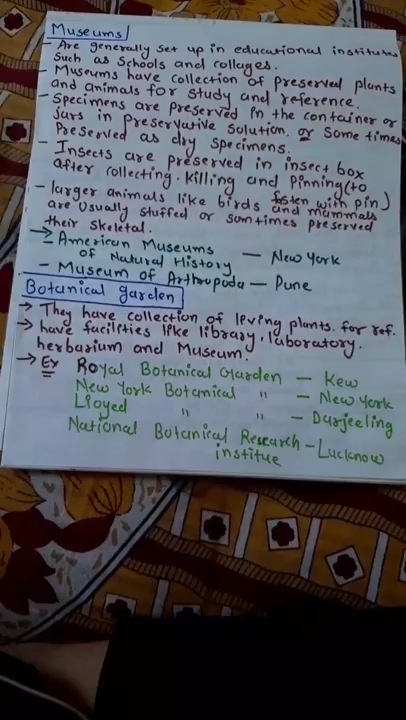 Museums
- Are generally set up in educational institutes
such as schools and collages.
- Museums have collection of preserved plants
and animals for study and reference.
- Specimens are preserved in the container or
Jars in preservative solution. or some times
Preserved as dry specimens.
- Insects are preserved in insect box
after collecting, killing and pinning (to
fasten with pin)
- larger animals like birds and mammals
are usually stuffed or somtimes preserved
their skeletal.
→ - American Museums
of Natural History — New York
- Museum of Arthopoda — Pune
Botanical garden
→ They have collection of leving plants for ref.
→ have facilities like library, laboratory,
herbarium and Museum.
→ Ex Royal Botanical Garden — Kew
New York Botanical " — New York
Lloyed " " — Darjeeling
National Botanical Research - Lucknow
institue